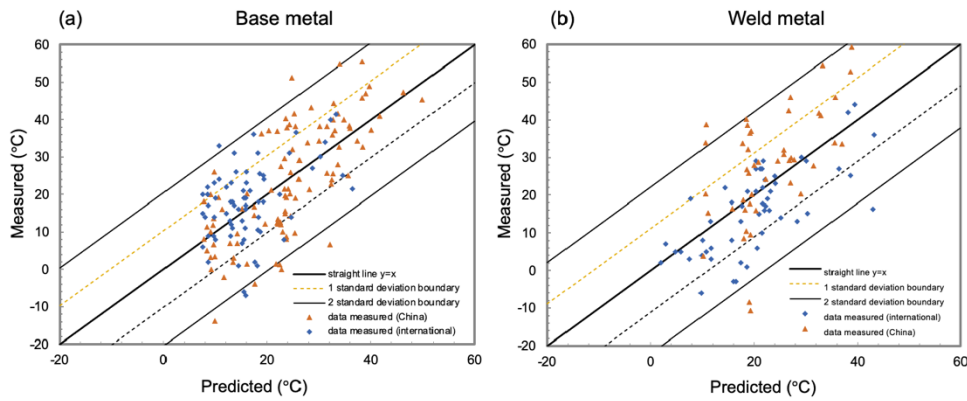 (a) Base metal
Measured (°C)
60
50
40
30
20
10
0
-10
-20
-20 0 20 40 60
Predicted (°C)
straight line y=x
1 standard deviation boundary
2 standard deviation boundary
data measured (China)
data measured (international)
(b) Weld metal
Measured (°C)
60
50
40
30
20
10
0
-10
-20
-20 0 20 40 60
Predicted (°C)
straight line y=x
1 standard deviation boundary
2 standard deviation boundary
data measured (international)
data measured (China)